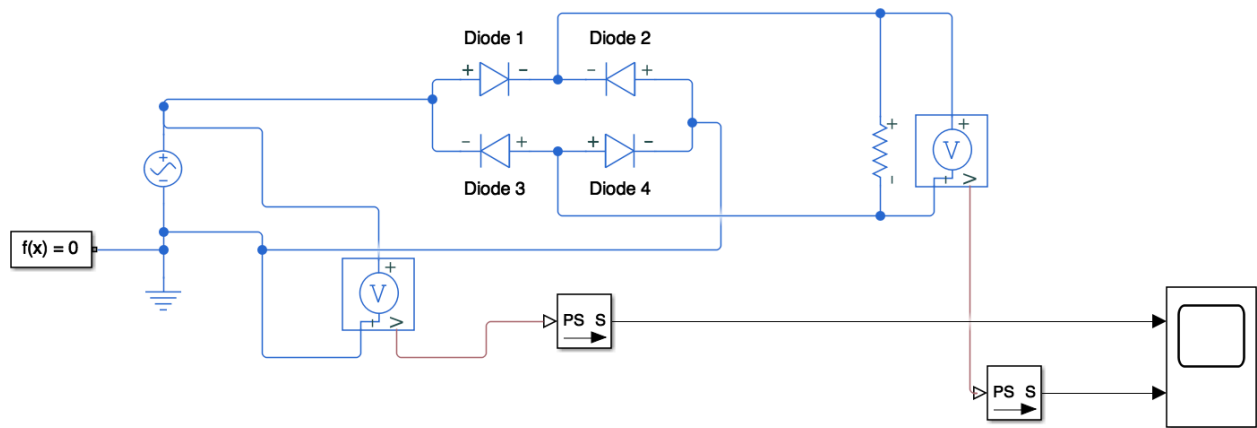 Diode 1
Diode 2
+
-
-
+
-
+
+
-
Diode 3
Diode 4
+
-
+
-
+
V
+
V
f(x) = 0
+
V
+
V
PS S
PS S